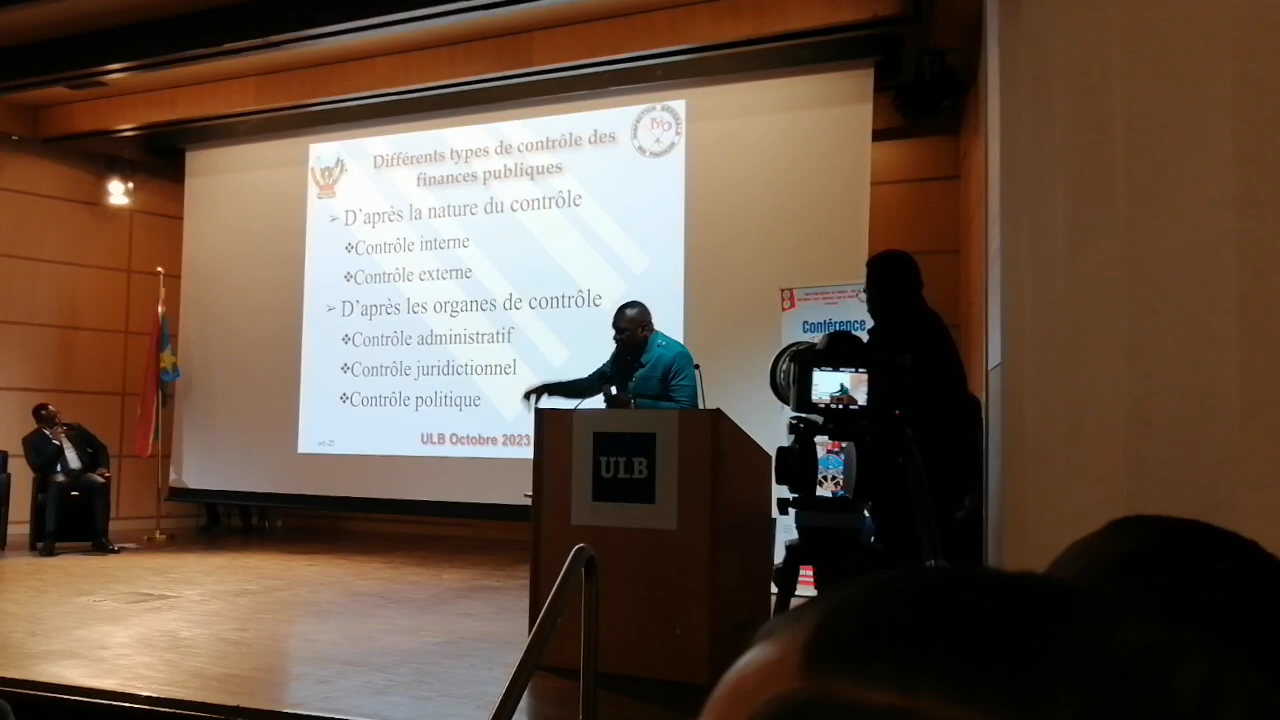 Différents types de contrôle des
finances publiques
➢ D'après la nature du contrôle
❖Contrôle interne
❖Contrôle externe
➢ D'après les organes de contrôle
❖Contrôle administratif
❖Contrôle juridictionnel
❖Contrôle politique
ULB Octobre 2023
Conférence
ULB